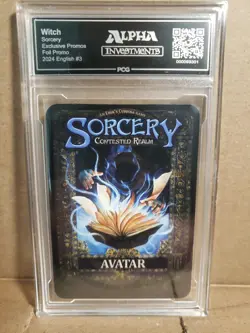 Witch
Sorcery
Exclusive Promos
Foil Promo
2024 English #3
ALPHA
INVESTMENTS
PCG
SORCERY
CONTESTED REALM
AVATAR